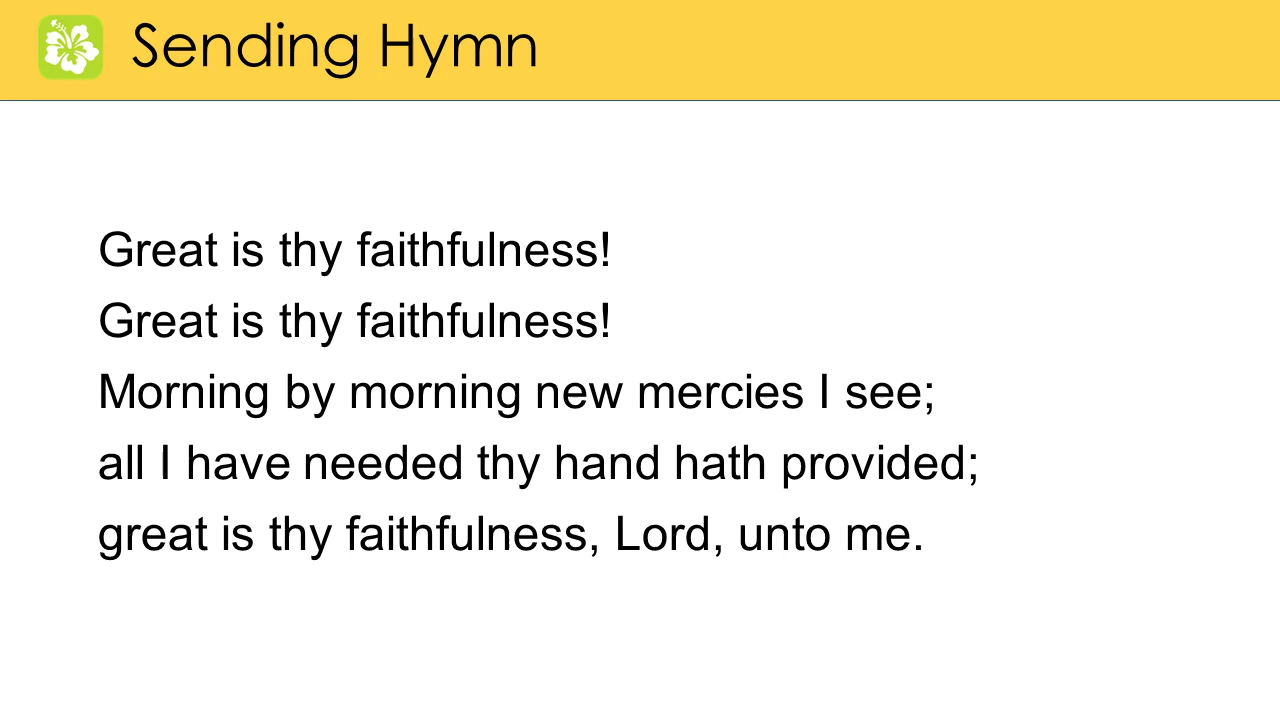 Sending Hymn
Great is thy faithfulness!
Great is thy faithfulness!
Morning by morning new mercies I see;
all I have needed thy hand hath provided;
great is thy faithfulness, Lord, unto me.